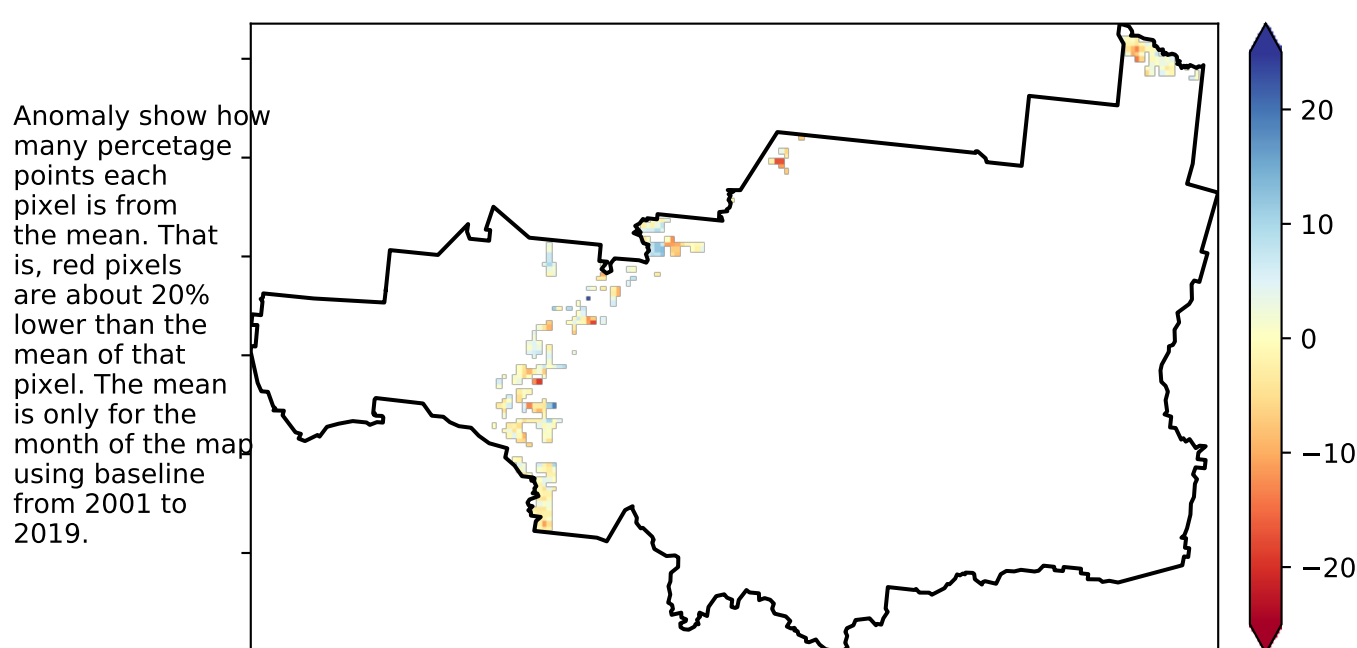 Anomaly show how
many percetage
points each
pixel is from
the mean. That
is, red pixels
are about 20%
lower than the
mean of that
pixel. The mean
is only for the
month of the map
using baseline
from 2001 to
2019.
20
10
0
−10
−20